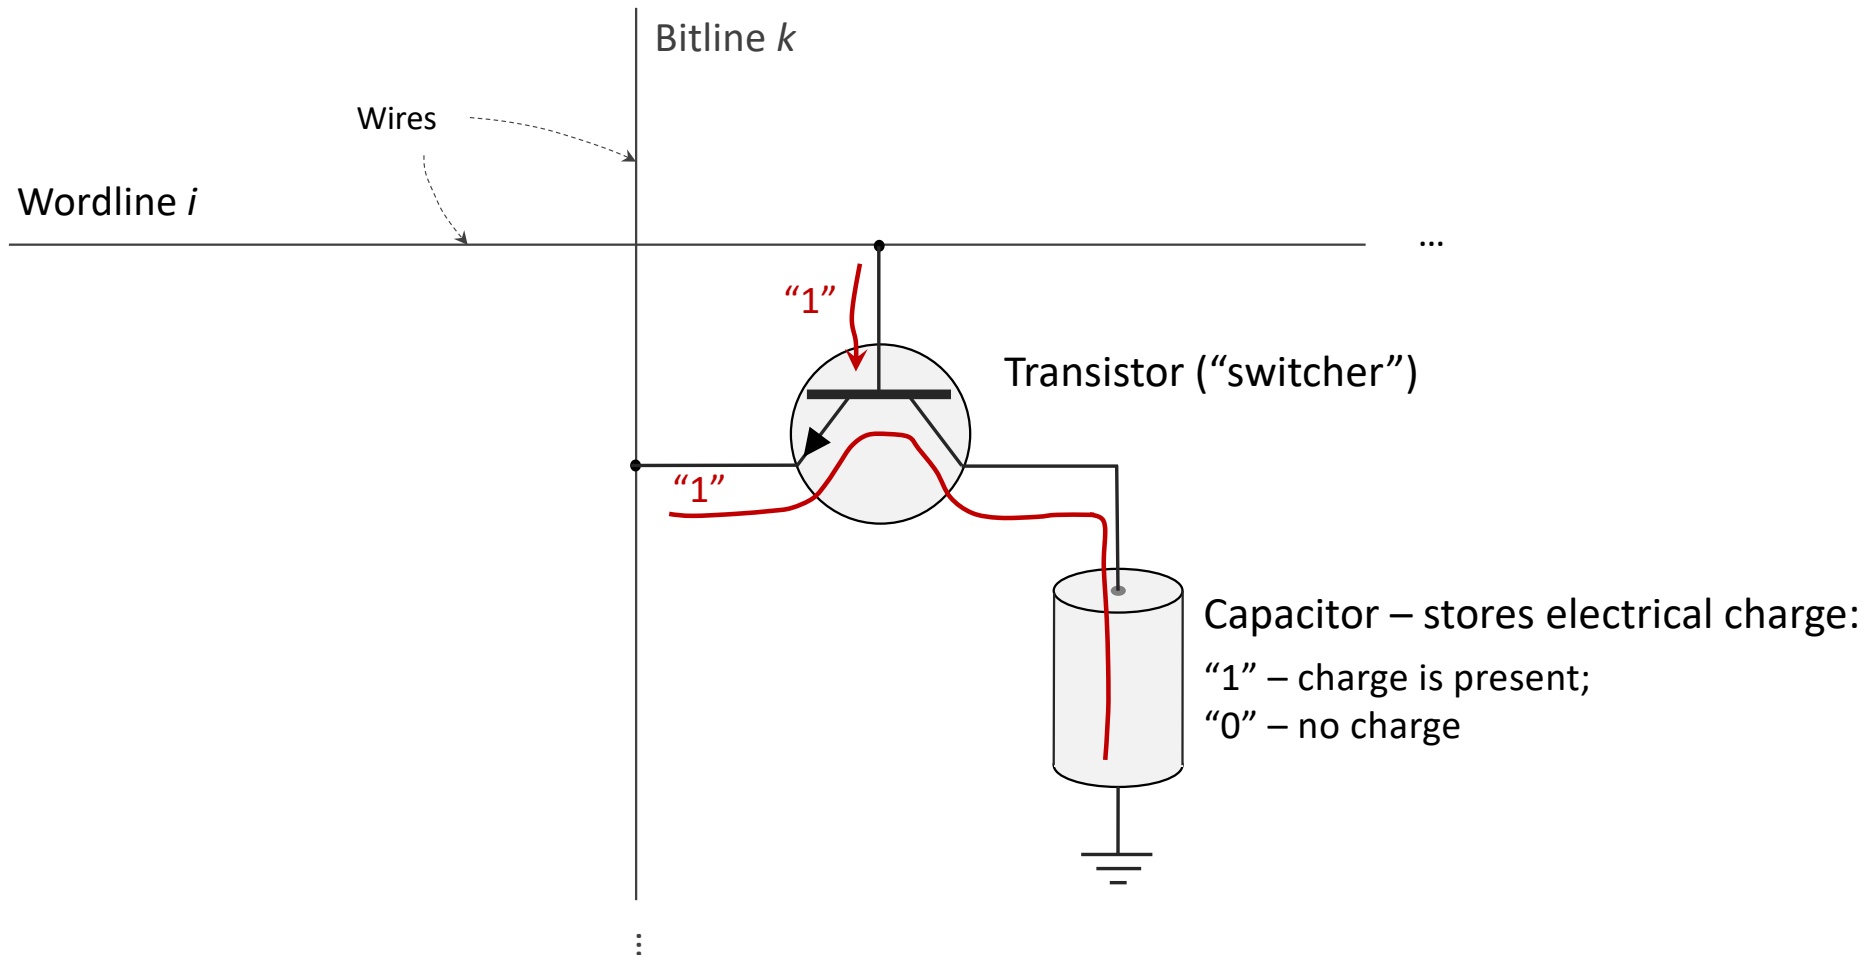 Bitline k
Wires
Wordline i
...
“1”
Transistor (“switcher”)
“1”
Capacitor – stores electrical charge:
“1” – charge is present;
“0” – no charge
...